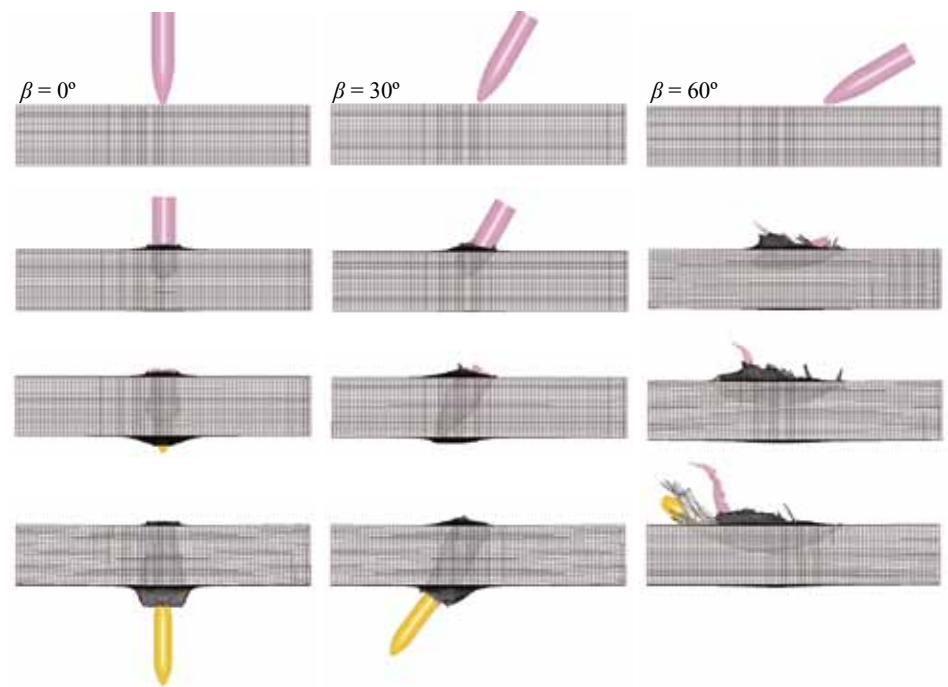 β = 0º
β = 30º
β = 60º